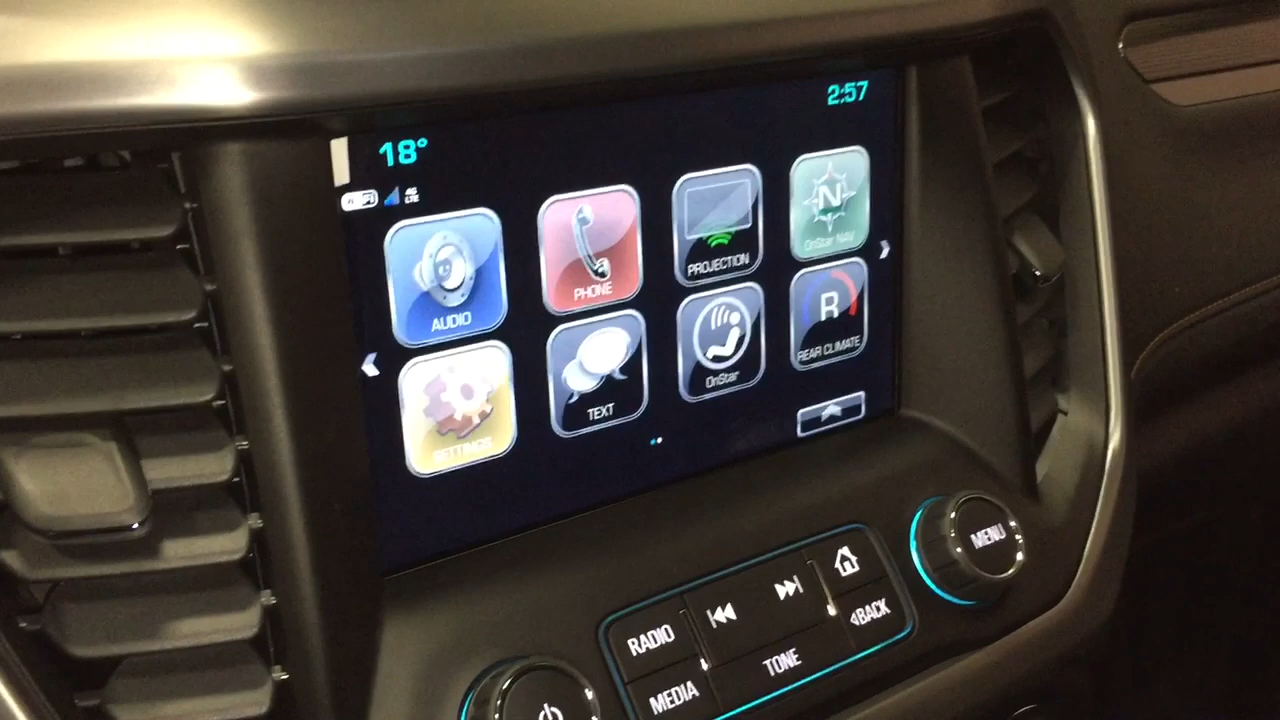 18°
2:57
WiFi
4G
LTE
AUDIO
PHONE
PROJECTION
N
OnStar NAV
SETTINGS
TEXT
OnStar
R
REAR CLIMATE
RADIO
BACK
MEDIA
TONE
MENU